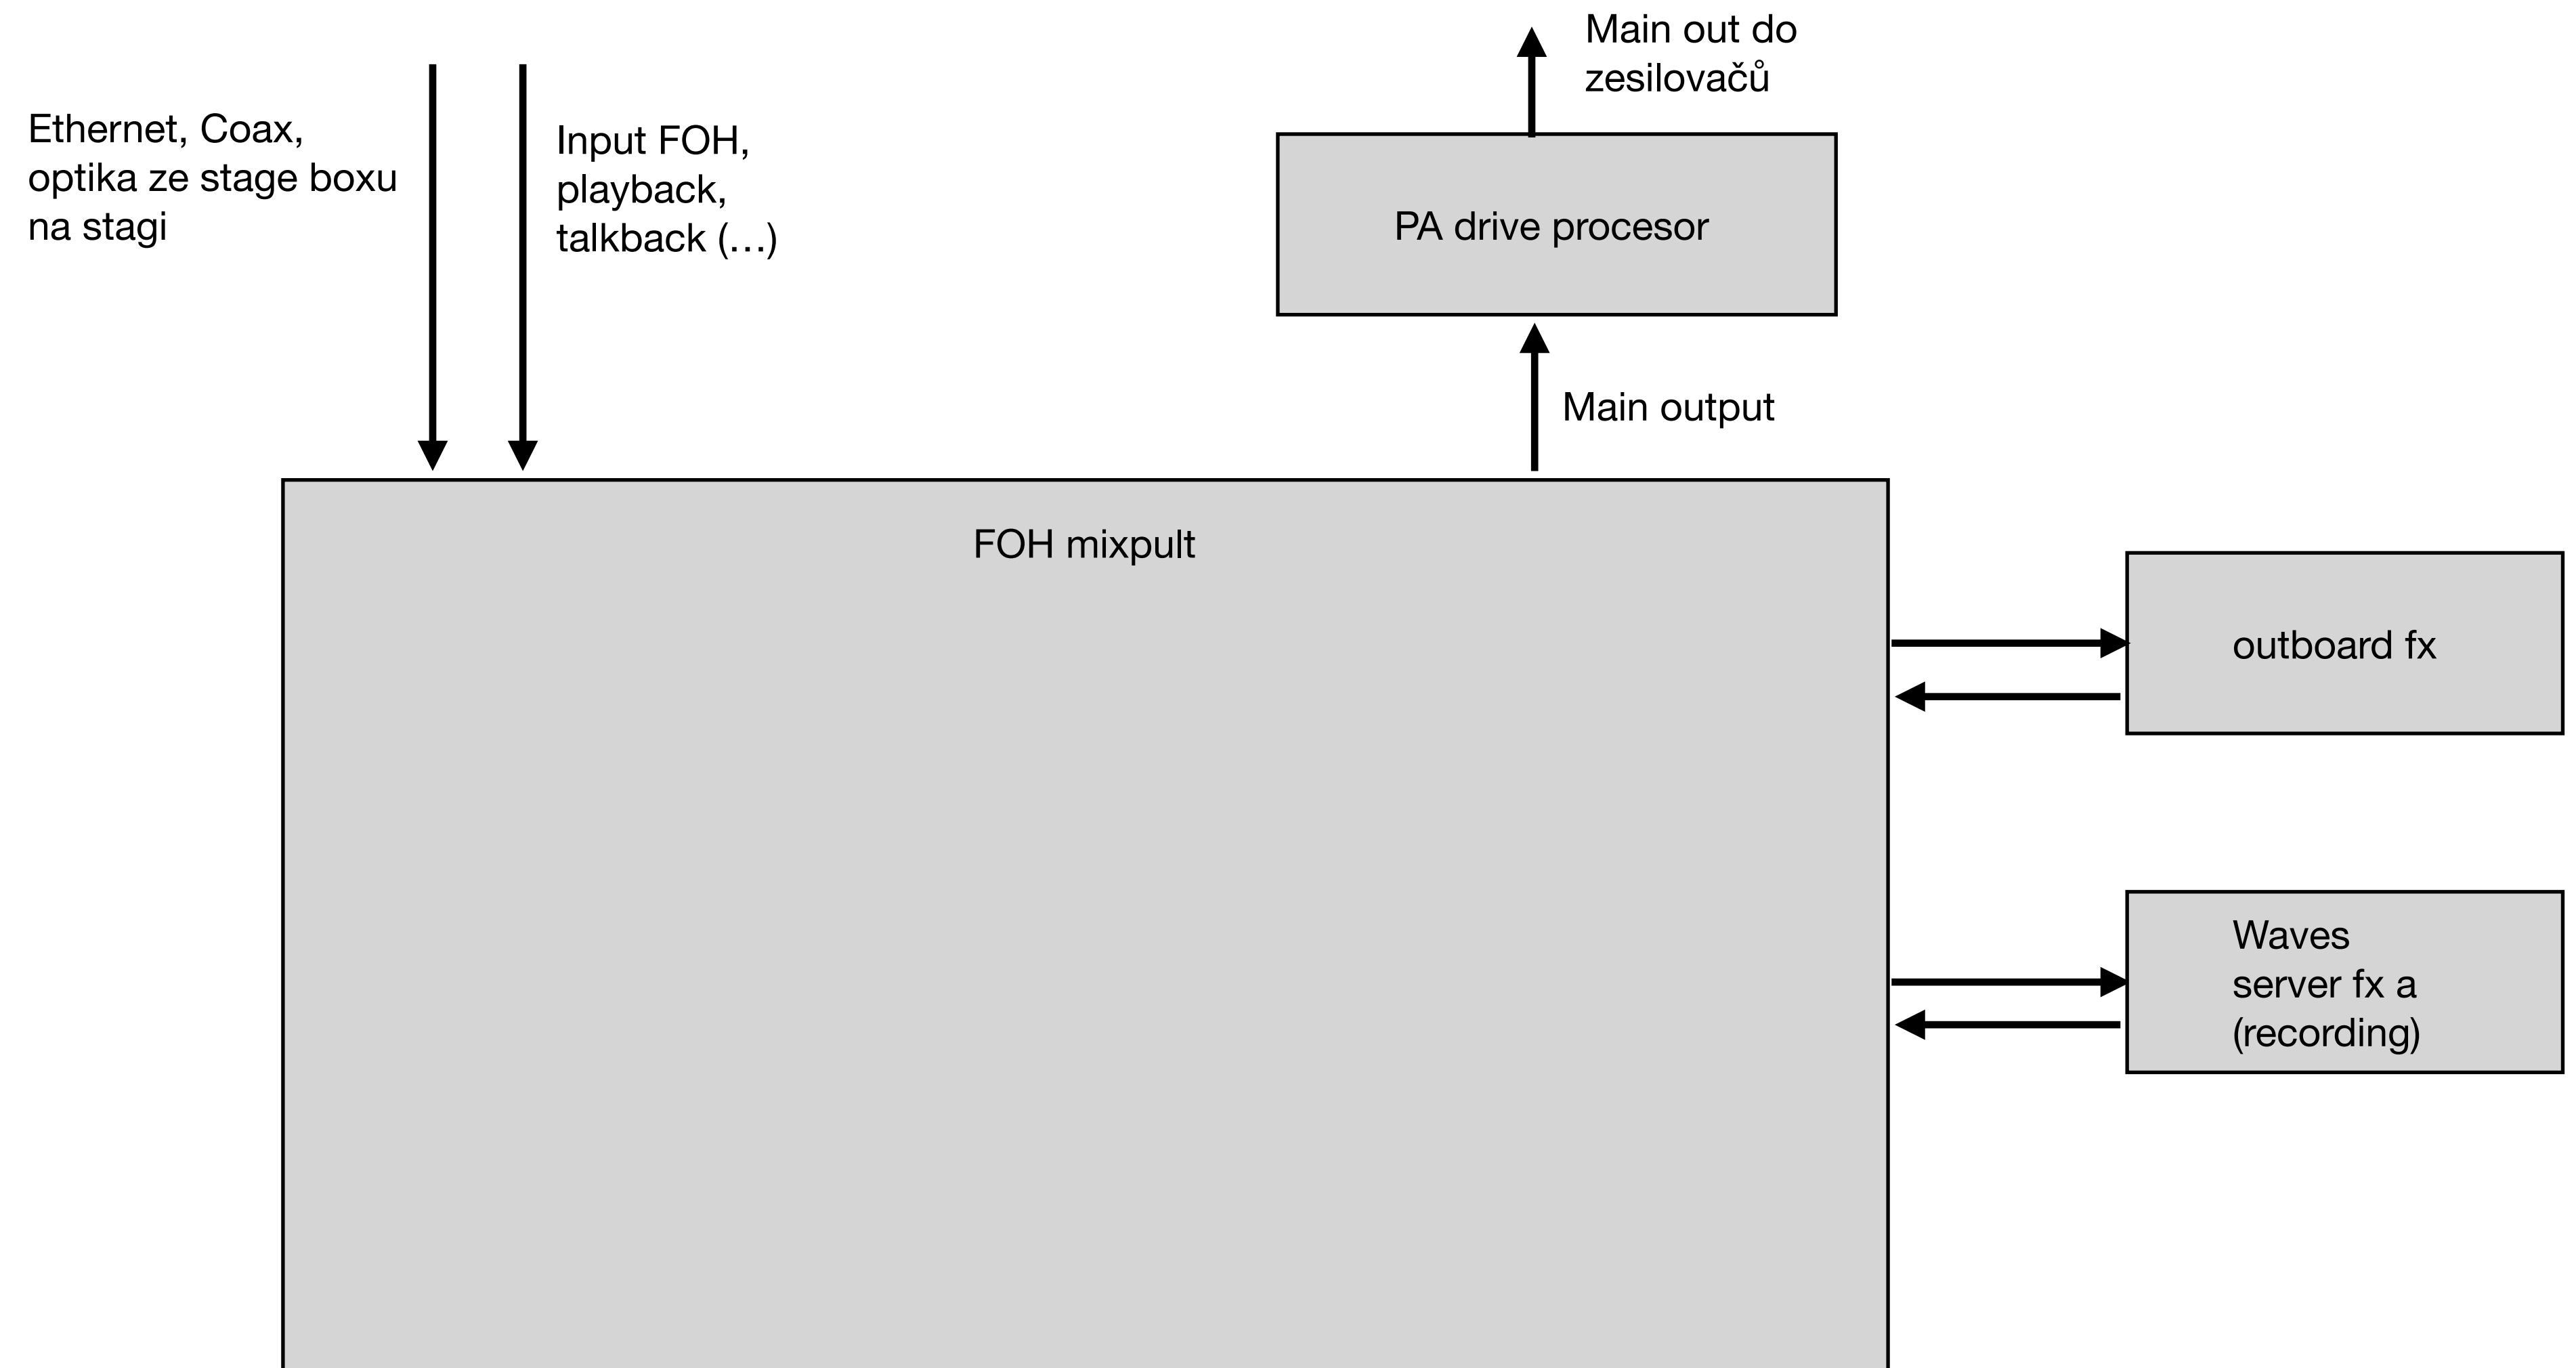 Main out do
zesilovačů
Ethernet, Coax,
optika ze stage boxu
na stagi
Input FOH,
playback,
talkback (…)
PA drive procesor
Main output
FOH mixpult
outboard fx
Waves
server fx a
(recording)